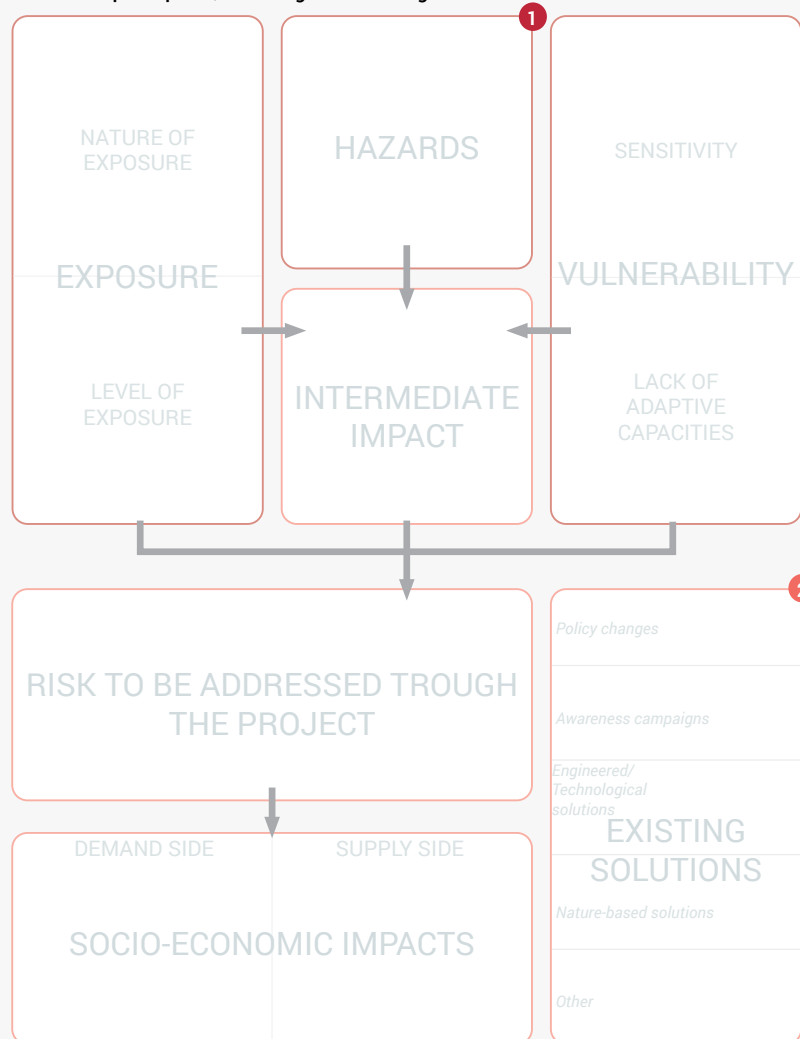 1
NATURE OF
EXPOSURE
EXPOSURE
LEVEL OF
EXPOSURE
HAZARDS
INTERMEDIATE
IMPACT
SENSITIVITY
VULNERABILITY
LACK OF
ADAPTIVE
CAPACITIES
RISK TO BE ADDRESSED TROUGH
THE PROJECT
DEMAND SIDE
SUPPLY SIDE
SOCIO-ECONOMIC IMPACTS
Policy changes
Awareness campaigns
Engineered/
Technological
solutions
EXISTING
SOLUTIONS
Nature-based solutions
Other